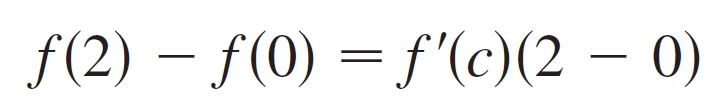 f(2) − f(0) = f'(c)(2 − 0)